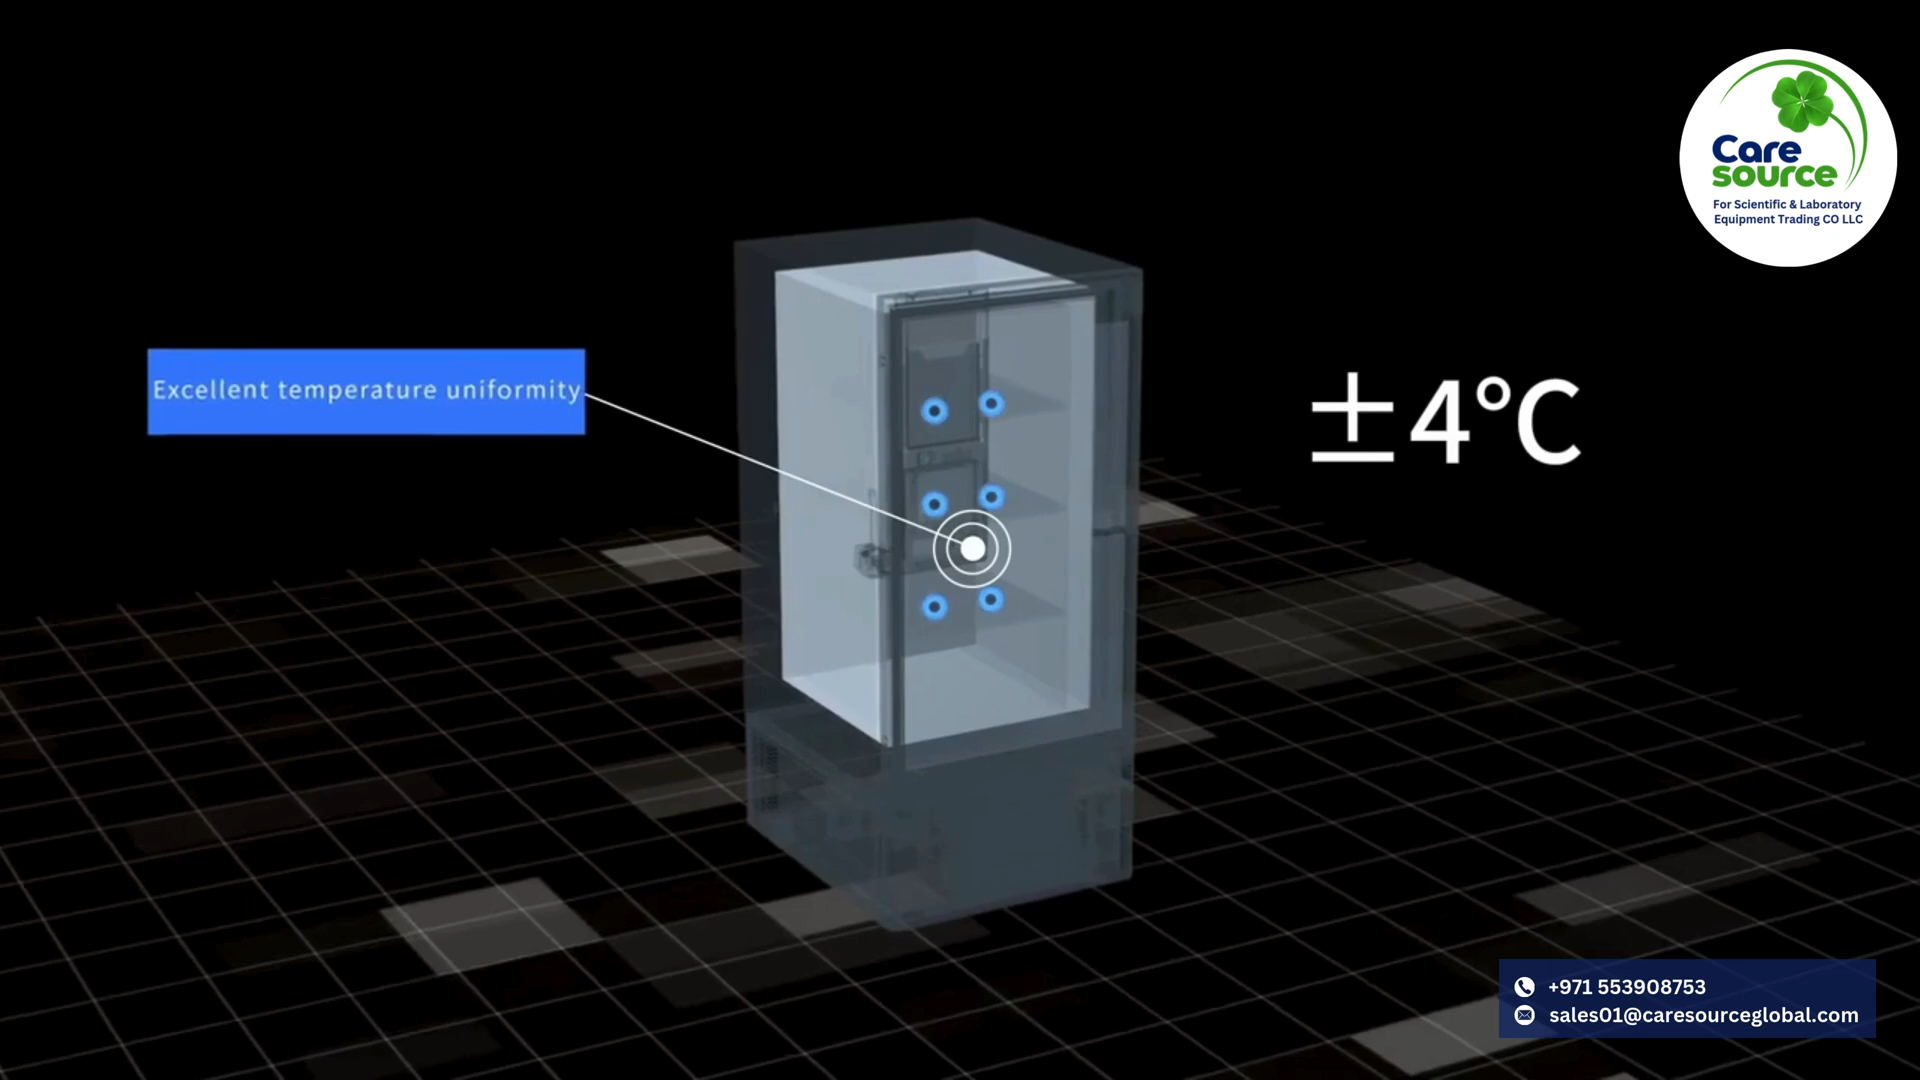 Care
source
For Scientific & Laboratory
Equipment Trading CO LLC
Excellent temperature uniformity
±4°C
+971 553908753
sales01@caresourceglobal.com